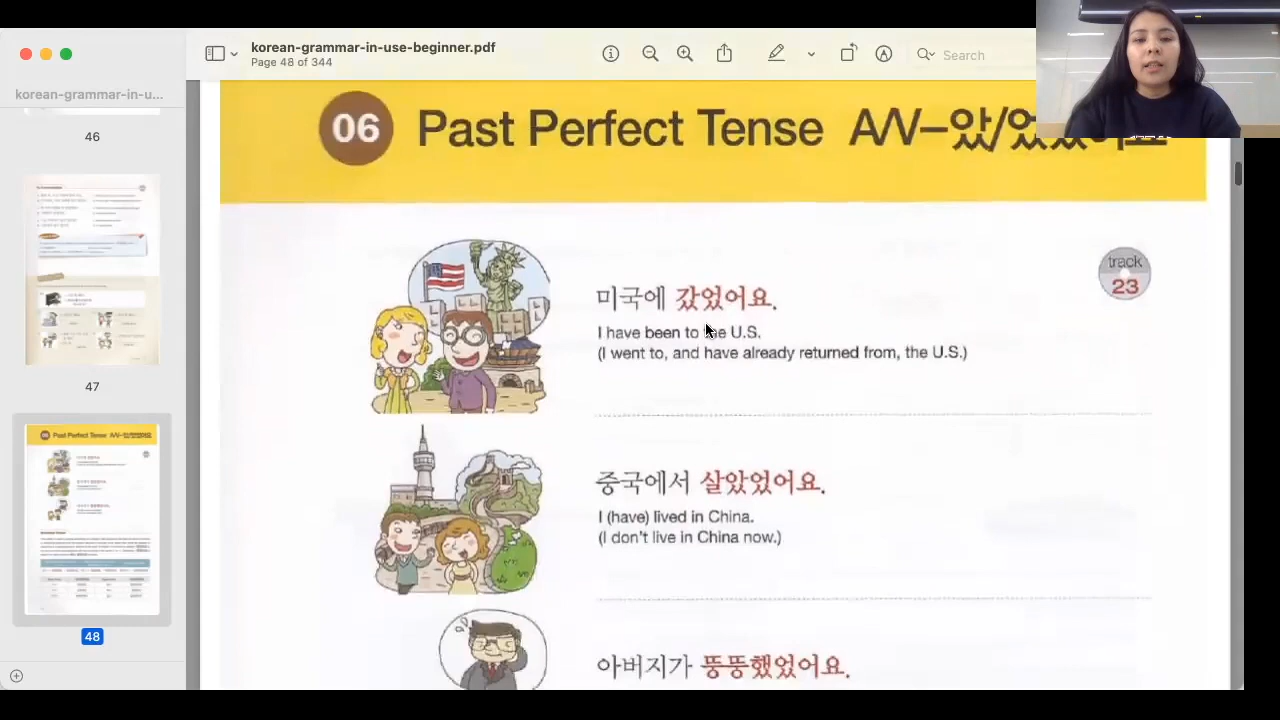 korean-grammar-in-use-beginner.pdf
Page 48 of 344
Search
korean-grammar-in-u...
46
47
48
06 Past Perfect Tense A/V–았/었
track
23
미국에 갔었어요.
I have been to the U.S.
(I went to, and have already returned from, the U.S.)
중국에서 살았었어요.
I (have) lived in China.
(I don't live in China now.)
아버지가 뚱뚱했었어요.